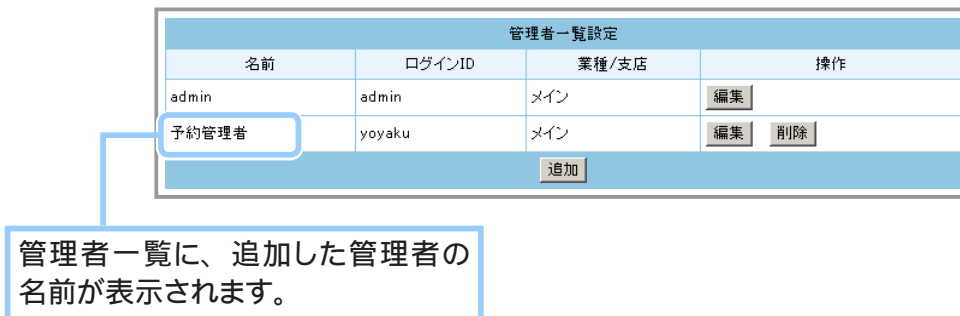 管理者一覧設定
名前 ログインID 業種/支店 操作
admin admin メイン 編集
予約管理者 yoyaku メイン 編集 削除
追加
管理者一覧に、追加した管理者の
名前が表示されます。